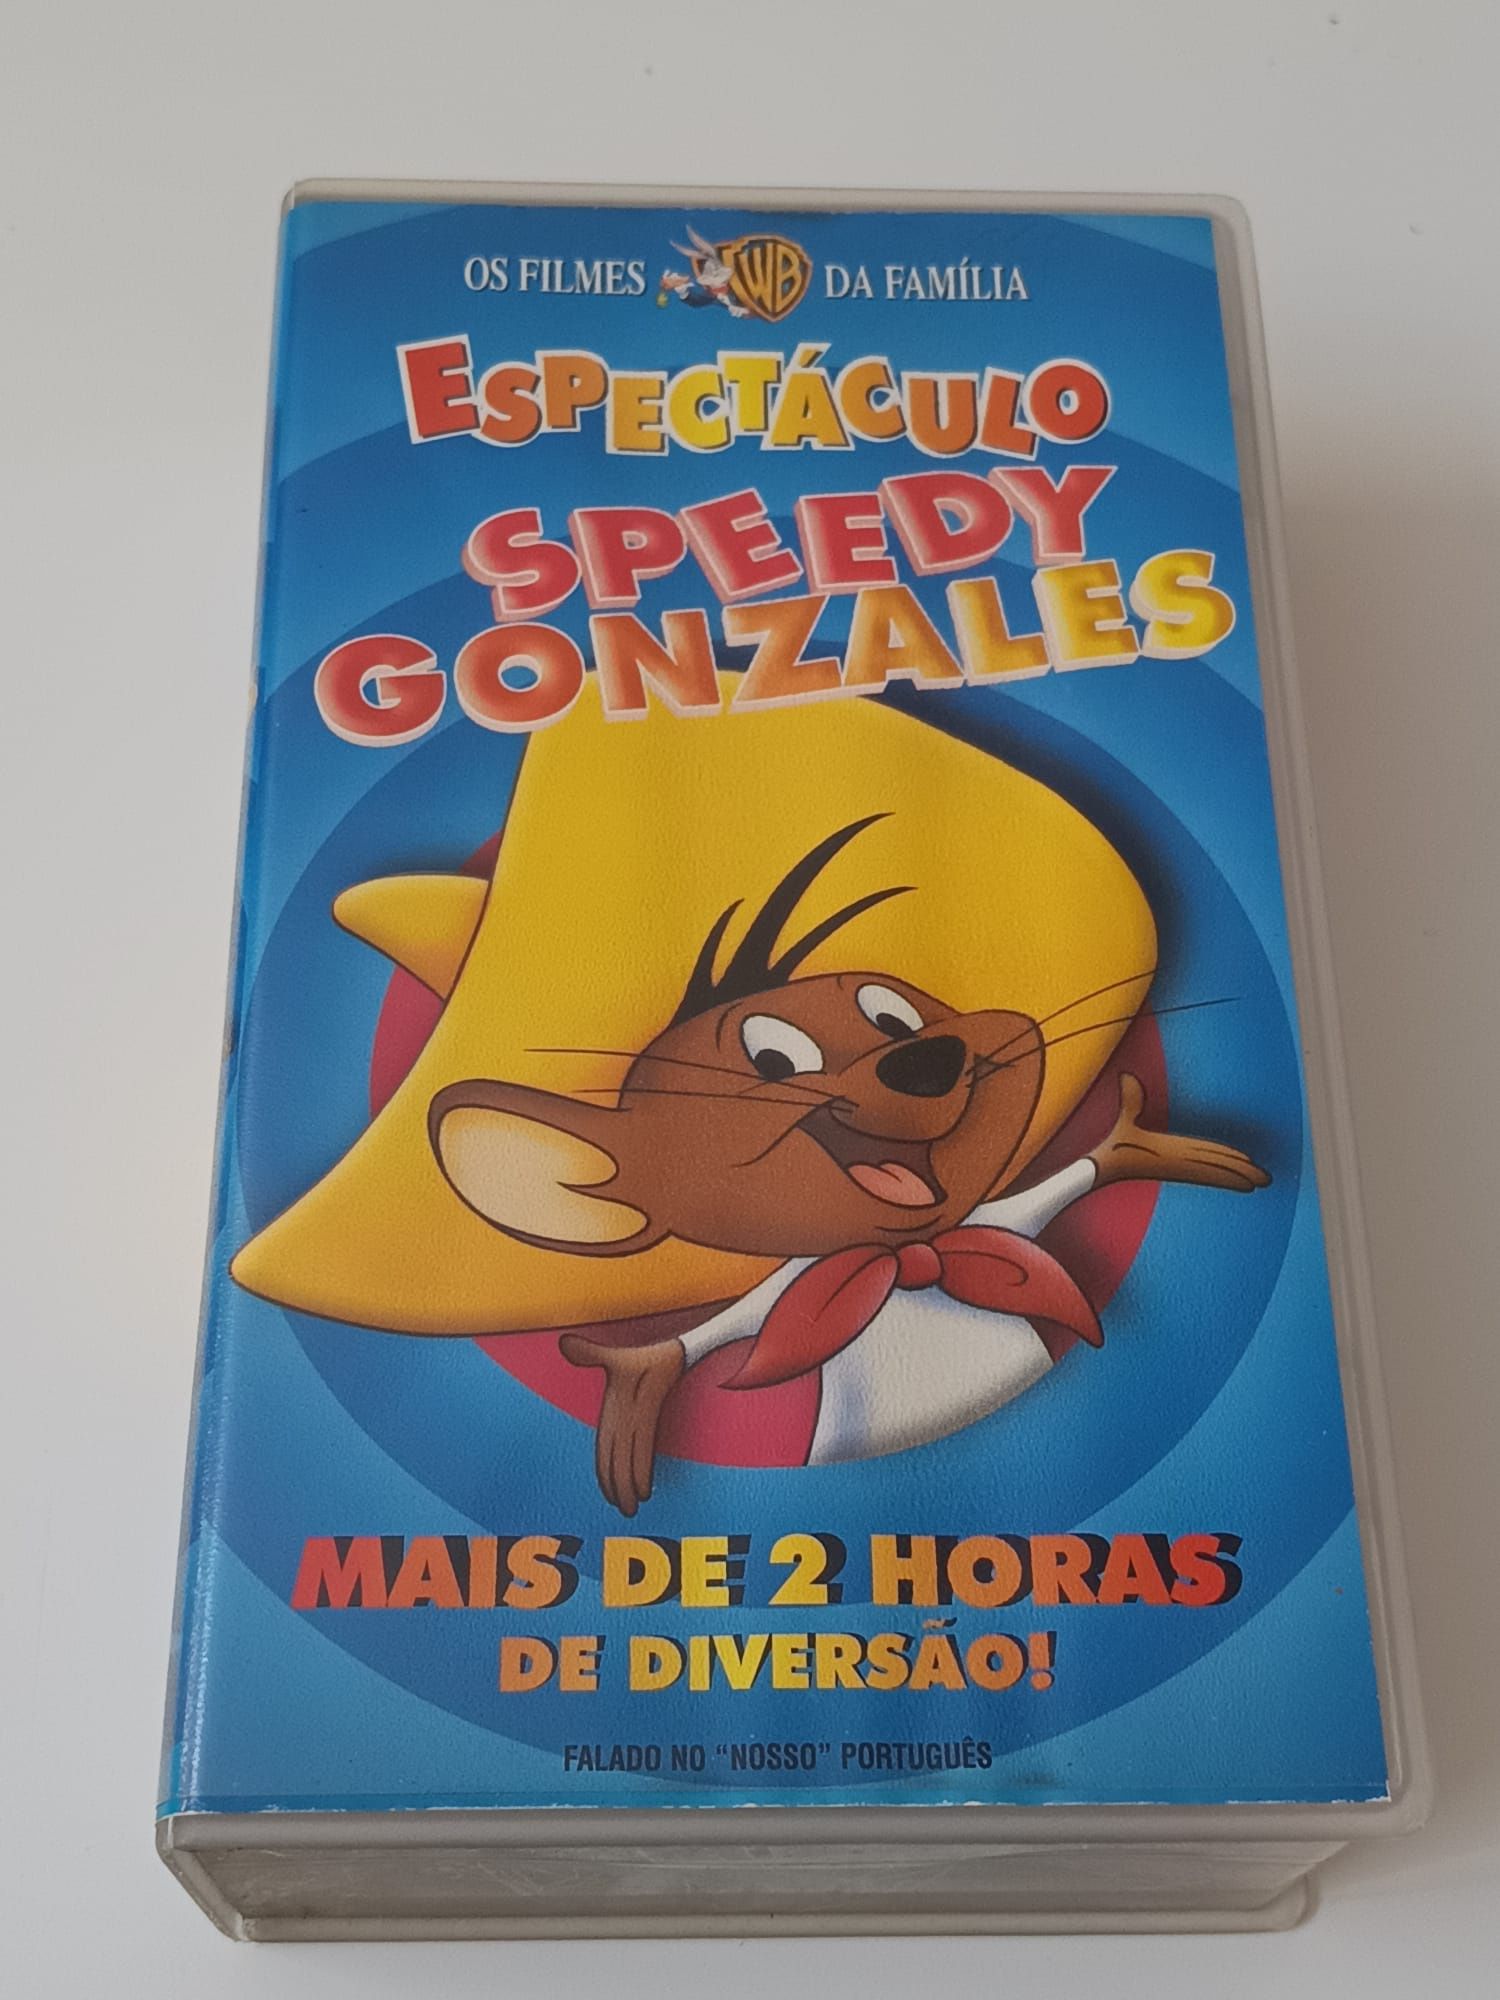 OS FILMES WB DA FAMÍLIA
ESPECTÁCULO
SPEEDY
GONZALES
MAIS DE 2 HORAS
DE DIVERSÃO!
FALADO NO "NOSSO" PORTUGUÊS